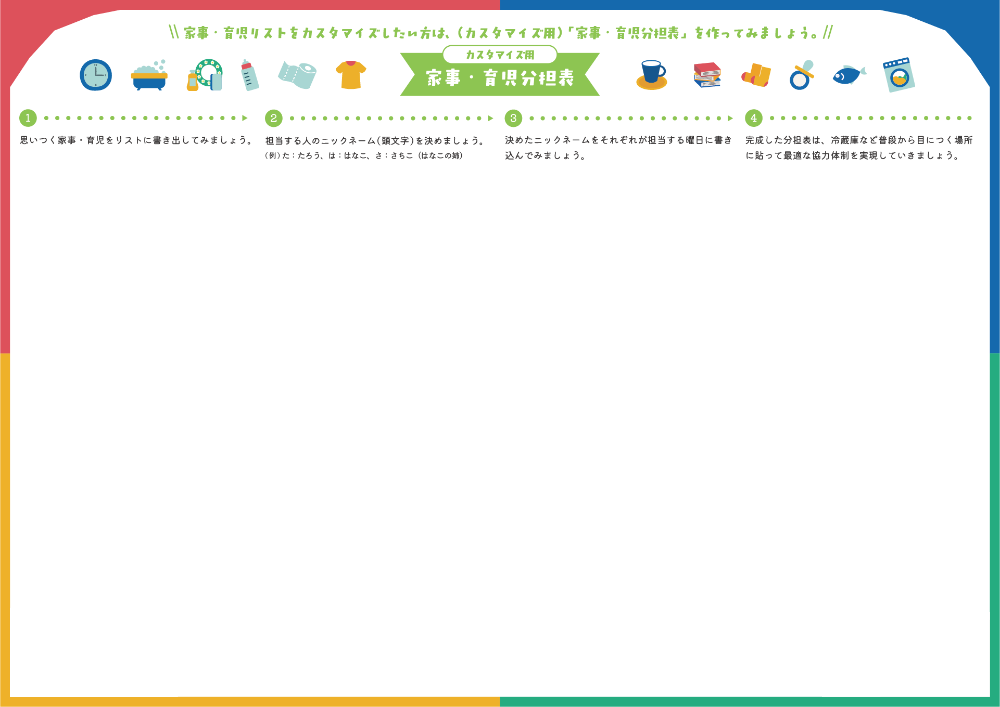 家事・育児リストをカスタマイズしたい方は、（カスタマイズ用）「家事・育児分担表」を作ってみましょう。
カスタマイズ用
家事・育児分担表
1
思いつく家事・育児をリストに書き出してみましょう。
2
担当する人のニックネーム（頭文字）を決めましょう。
（例）た：たろう、は：はなこ、さ：さちこ（はなこの姉）
3
決めたニックネームをそれぞれが担当する曜日に書き
込んでみましょう。
4
完成した分担表は、冷蔵庫など普段から目につく場所
に貼って最適な協力体制を実現していきましょう。